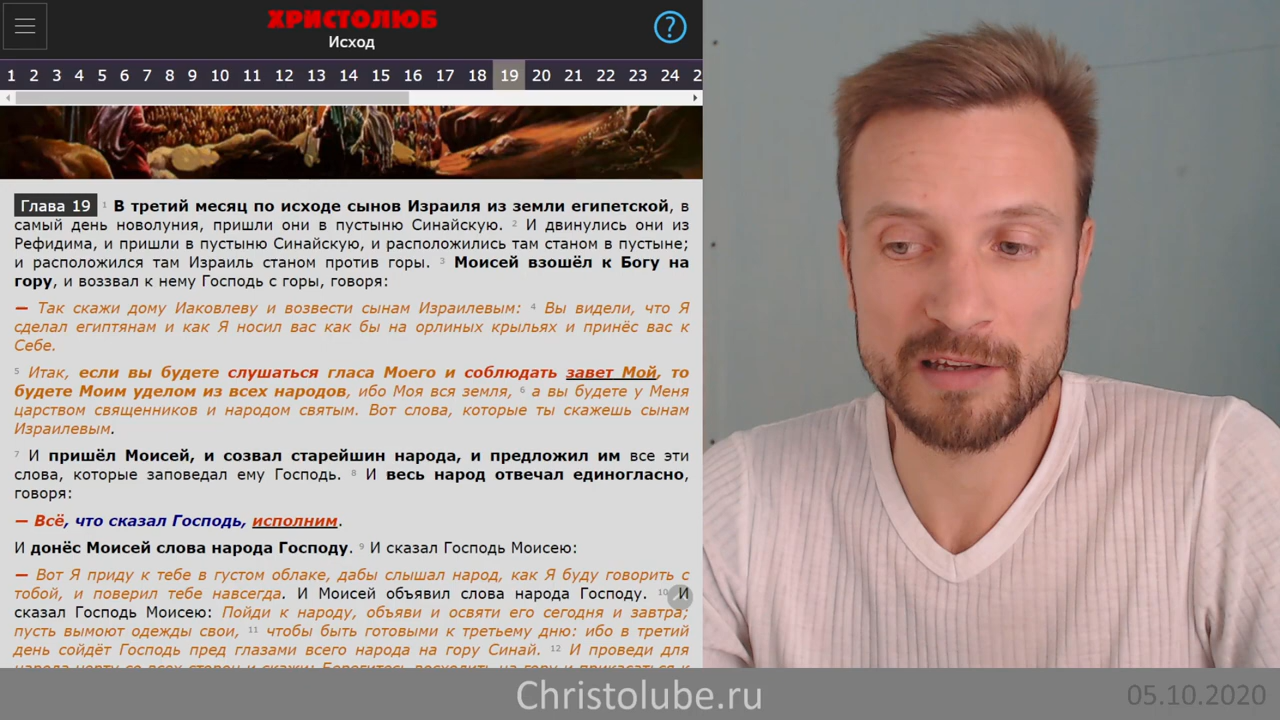 ХРИСТОЛЮБ
Исход
?
1 2 3 4 5 6 7 8 9 10 11 12 13 14 15 16 17 18 19 20 21 22 23 24 2
Глава 19 1 В третий месяц по исходе сынов Израиля из земли египетской, в
самый день новолуния, пришли они в пустыню Синайскую. 2 И двинулись они из
Рефидима, и пришли в пустыню Синайскую, и расположились там станом в пустыне;
и расположился там Израиль станом против горы. 3 Моисей взошёл к Богу на
гору, и воззвал к нему Господь с горы, говоря:
— Так скажи дому Иаковлеву и возвести сынам Израилевым: 4 Вы видели, что Я
сделал египтянам и как Я носил вас как бы на орлиных крыльях и принёс вас к
Себе.
5 Итак, если вы будете слушаться гласа Моего и соблюдать завет Мой, то
будете Моим уделом из всех народов, ибо Моя вся земля, 6 а вы будете у Меня
царством священников и народом святым. Вот слова, которые ты скажешь сынам
Израилевым.
7 И пришёл Моисей, и созвал старейшин народа, и предложил им все эти
слова, которые заповедал ему Господь. 8 И весь народ отвечал единогласно,
говоря:
— Всё, что сказал Господь, исполним.
И донёс Моисей слова народа Господу. 9 И сказал Господь Моисею:
— Вот Я приду к тебе в густом облаке, дабы слышал народ, как Я буду говорить с
тобой, и поверил тебе навсегда. И Моисей объявил слова народа Господу. 10 И
сказал Господь Моисею: Пойди к народу, объяви и освяти его сегодня и завтра;
пусть вымоют одежды свои, 11 чтобы быть готовыми к третьему дню: ибо в третий
день сойдёт Господь пред глазами всего народа на гору Синай. 12 И проведи для
народа черту со всех сторон и скажи: Берегитесь восходить на гору и прикасаться к
Christolube.ru
05.10.2020